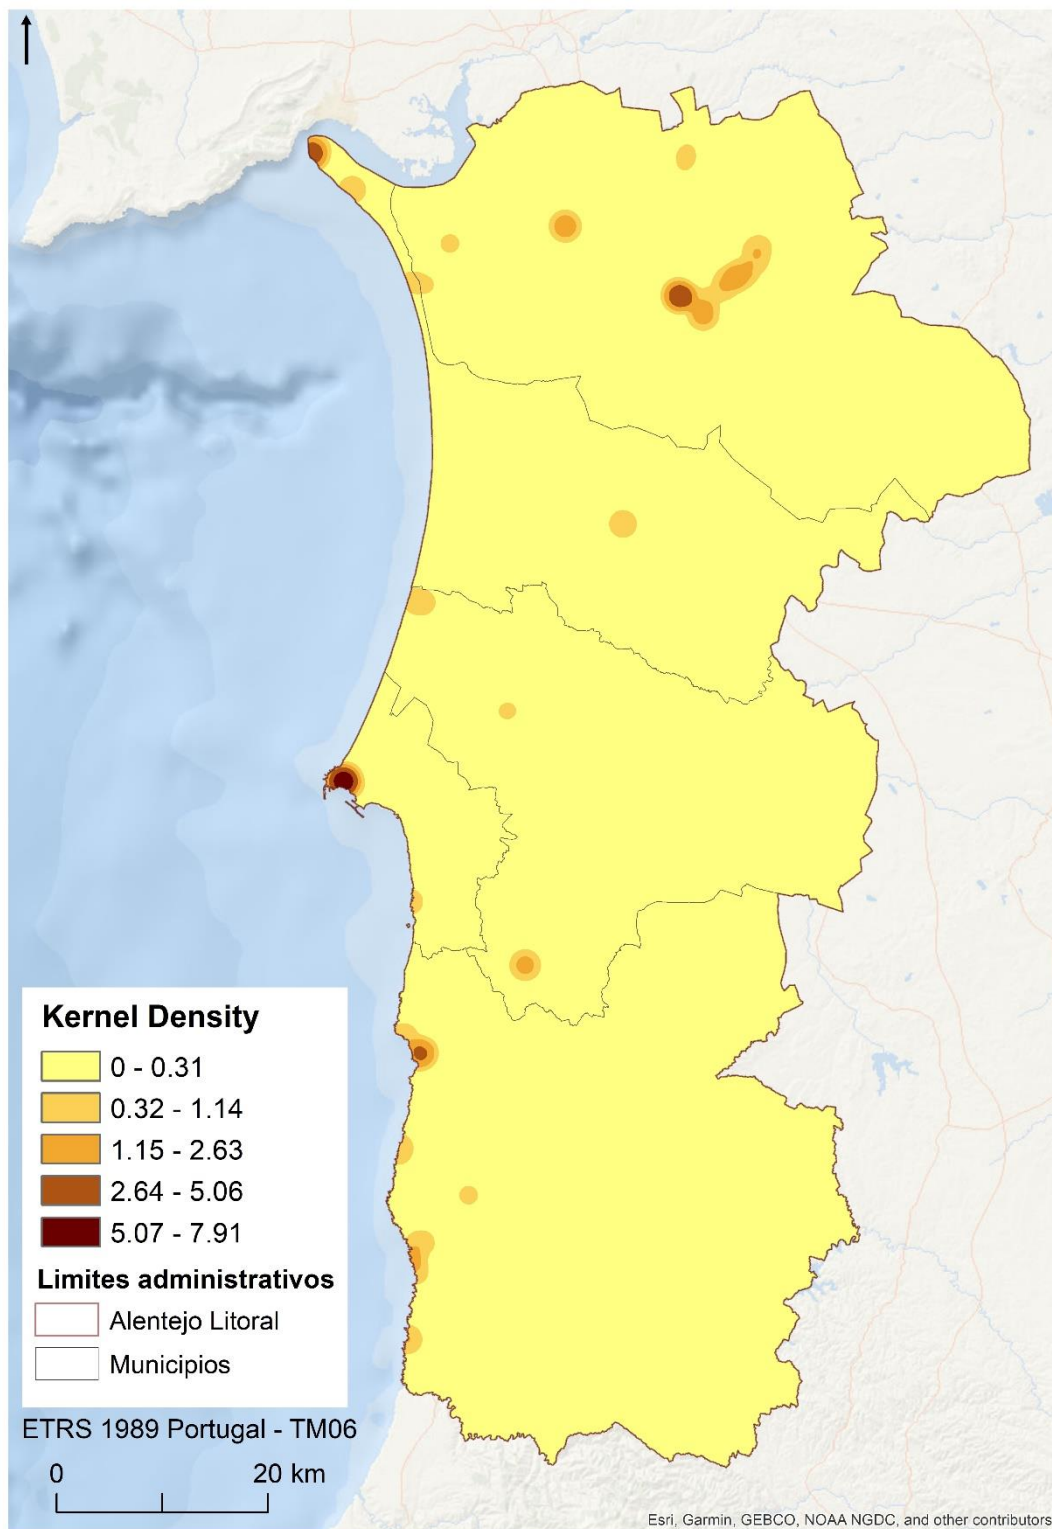 Kernel Density
0 - 0.31
0.32 - 1.14
1.15 - 2.63
2.64 - 5.06
5.07 - 7.91
Limites administrativos
Alentejo Litoral
Municipios
ETRS 1989 Portugal - TM06
0 20 km
Esri, Garmin, GEBCO, NOAA NGDC, and other contributors